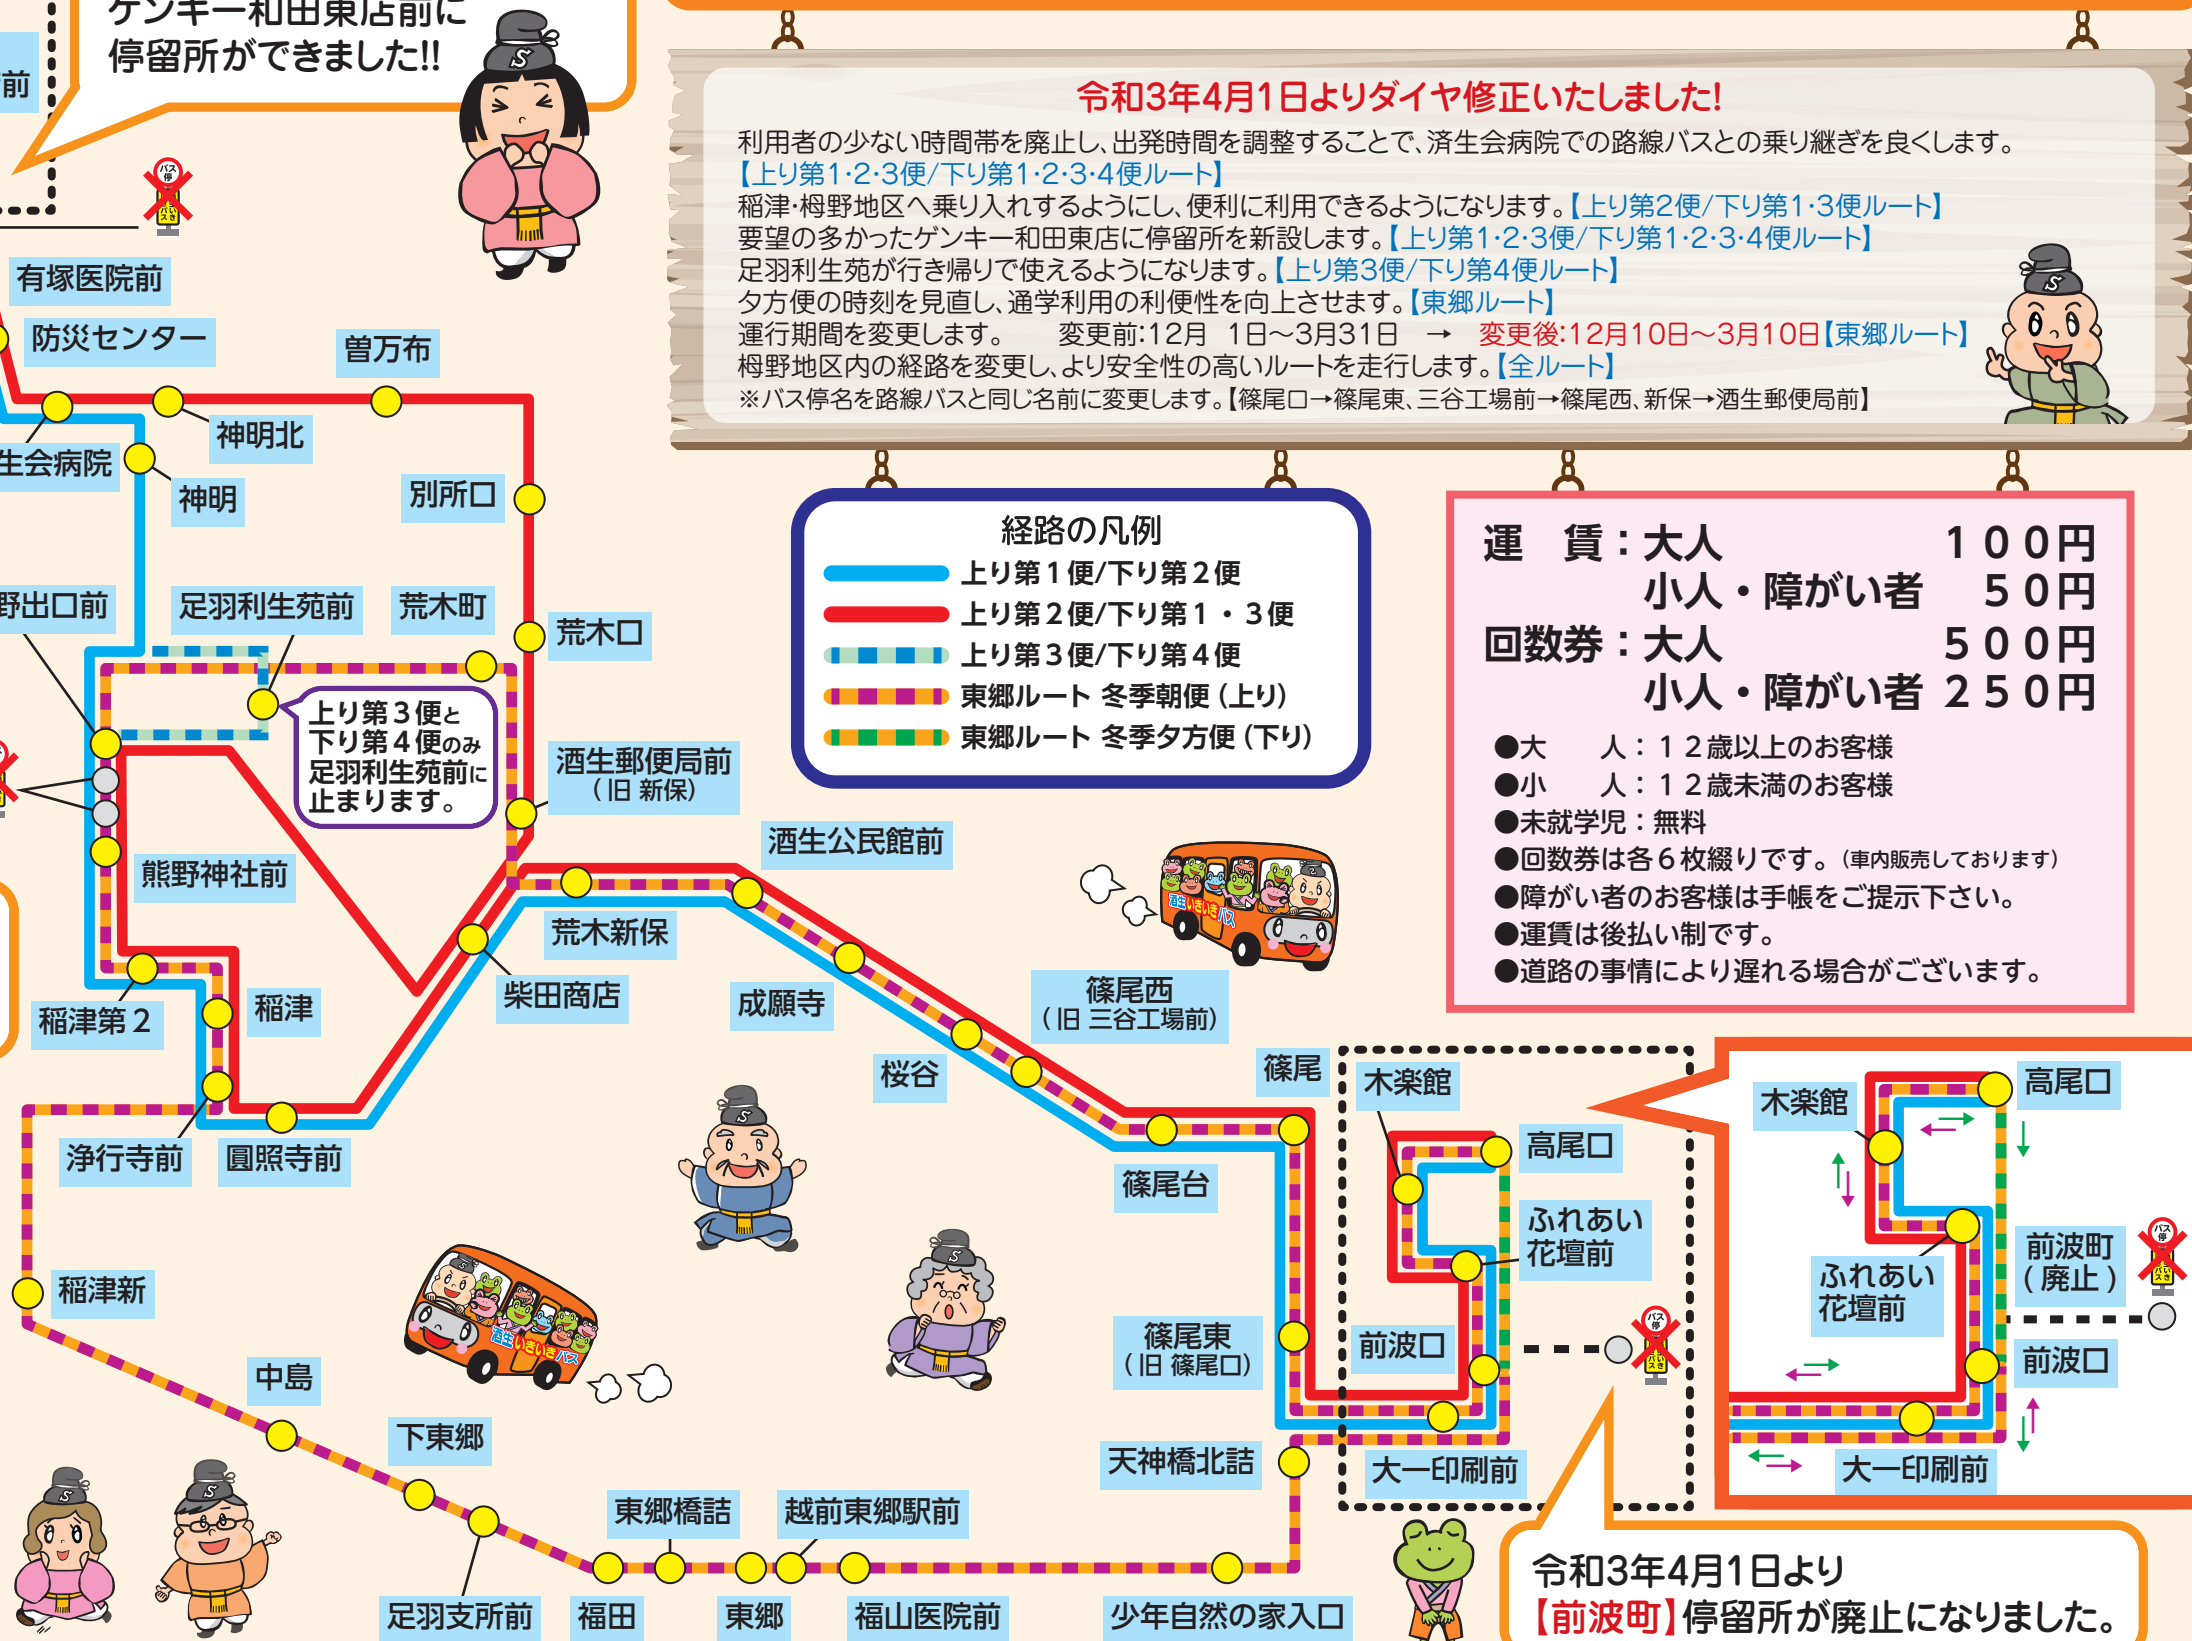 ゲンキー和田東店前に
停留所ができました!!
前
令和3年4月1日よりダイヤ修正いたしました!
利用者の少ない時間帯を廃止し、出発時間を調整することで、済生会病院での路線バスとの乗り継ぎを良くします。
【上り第1・2・3便/下り第1・2・3・4便ルート】
稲津・栂野地区へ乗り入れするようにし、便利に利用できるようになります。【上り第2便/下り第1・3便ルート】
要望の多かったゲンキー和田東店に停留所を新設します。【上り第1・2・3便/下り第1・2・3・4便ルート】
足羽利生苑が行き帰りで使えるようになります。【上り第3便/下り第4便ルート】
夕方便の時刻を見直し、通学利用の利便性を向上させます。【東郷ルート】
運行期間を変更します。 変更前:12月 1日〜3月31日 → 変更後:12月10日〜3月10日【東郷ルート】
栂野地区内の経路を変更し、より安全性の高いルートを走行します。【全ルート】
※バス停名を路線バスと同じ名前に変更します。【篠尾口→篠尾東、三谷工場前→篠尾西、新保→酒生郵便局前】
バス
停
有塚医院前
防災センター
曽万布
神明北
生会病院
神明
別所口
野出口前
足羽利生苑前
荒木町
荒木口
経路の凡例
上り第1便/下り第2便
上り第2便/下り第1・3便
上り第3便/下り第4便
東郷ルート 冬季朝便(上り)
東郷ルート 冬季夕方便(下り)
運 賃:大人 100円
小人・障がい者 50円
回数券:大人 500円
小人・障がい者 250円
●大 人:12歳以上のお客様
●小 人:12歳未満のお客様
●未就学児:無料
●回数券は各6枚綴りです。(車内販売しております)
●障がい者のお客様は手帳をご提示下さい。
●運賃は後払い制です。
●道路の事情により遅れる場合がございます。
上り第3便と
下り第4便のみ
足羽利生苑前に
止まります。
酒生郵便局前
(旧 新保)
酒生公民館前
熊野神社前
荒木新保
柴田商店
成願寺
稲津第2
稲津
桜谷
篠尾西
(旧 三谷工場前)
酒生いきいきバス
篠尾
木楽館
高尾口
浄行寺前
圓照寺前
篠尾台
ふれあい
花壇前
稲津新
酒生いきいきバス
篠尾東
(旧 篠尾口)
前波口
バス
停
中島
下東郷
天神橋北詰
大一印刷前
東郷橋詰
越前東郷駅前
足羽支所前
福田
東郷
福山医院前
少年自然の家入口
木楽館
高尾口
ふれあい
花壇前
前波町
(廃止)
バス
停
前波口
大一印刷前
令和3年4月1日より
【前波町】停留所が廃止になりました。